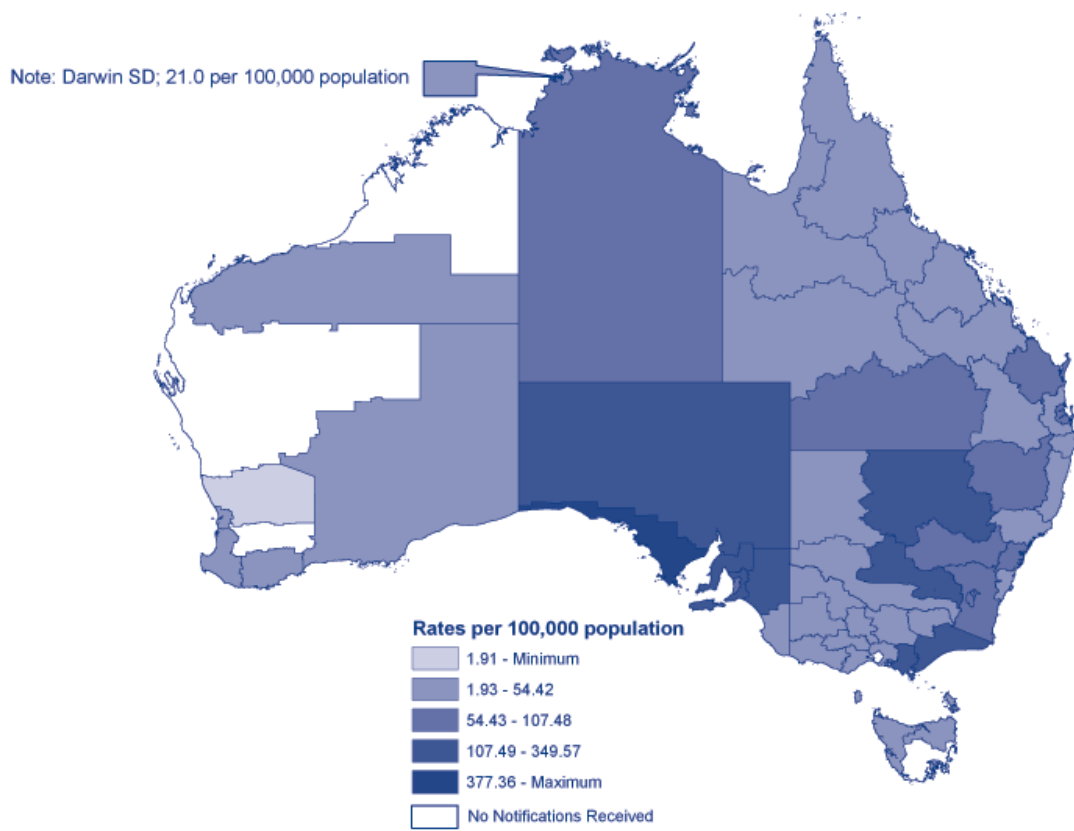 Note: Darwin SD; 21.0 per 100,000 population
Rates per 100,000 population
1.91 - Minimum
1.93 - 54.42
54.43 - 107.48
107.49 - 349.57
377.36 - Maximum
No Notifications Received